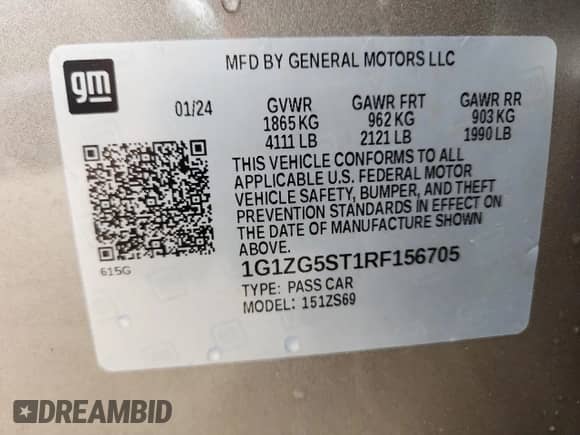 gm
MFD BY GENERAL MOTORS LLC
01/24 GVWR GAWR FRT GAWR RR
1865 KG 962 KG 903 KG
4111 LB 2121 LB 1990 LB
THIS VEHICLE CONFORMS TO ALL
APPLICABLE U.S. FEDERAL MOTOR
VEHICLE SAFETY, BUMPER, AND THEFT
PREVENTION STANDARDS IN EFFECT ON
THE DATE OF MANUFACTURE SHOWN
ABOVE.
615G
1G1ZG5ST1RF156705
TYPE: PASS CAR
MODEL: 151ZS69
DREAMBID